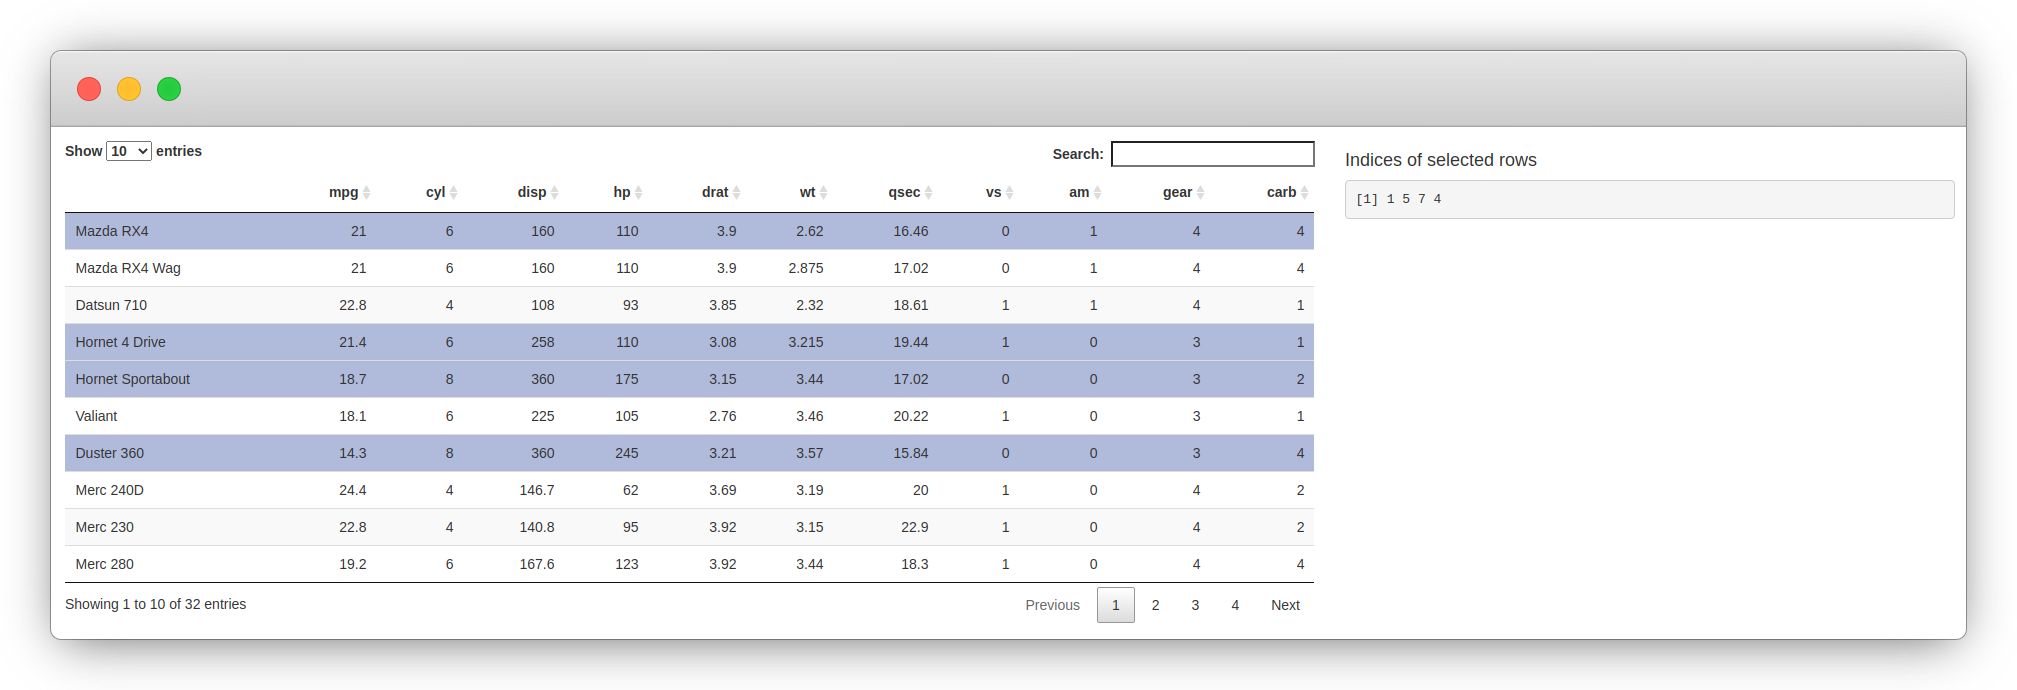 Show 10 entries
Search:
mpg cyl disp hp drat wt qsec vs am gear carb
Mazda RX4 21 6 160 110 3.9 2.62 16.46 0 1 4 4
Mazda RX4 Wag 21 6 160 110 3.9 2.875 17.02 0 1 4 4
Datsun 710 22.8 4 108 93 3.85 2.32 18.61 1 1 4 1
Hornet 4 Drive 21.4 6 258 110 3.08 3.215 19.44 1 0 3 1
Hornet Sportabout 18.7 8 360 175 3.15 3.44 17.02 0 0 3 2
Valiant 18.1 6 225 105 2.76 3.46 20.22 1 0 3 1
Duster 360 14.3 8 360 245 3.21 3.57 15.84 0 0 3 4
Merc 240D 24.4 4 146.7 62 3.69 3.19 20 1 0 4 2
Merc 230 22.8 4 140.8 95 3.92 3.15 22.9 1 0 4 2
Merc 280 19.2 6 167.6 123 3.92 3.44 18.3 1 0 4 4
Showing 1 to 10 of 32 entries
Previous 1 2 3 4 Next
Indices of selected rows
[1] 1 5 7 4